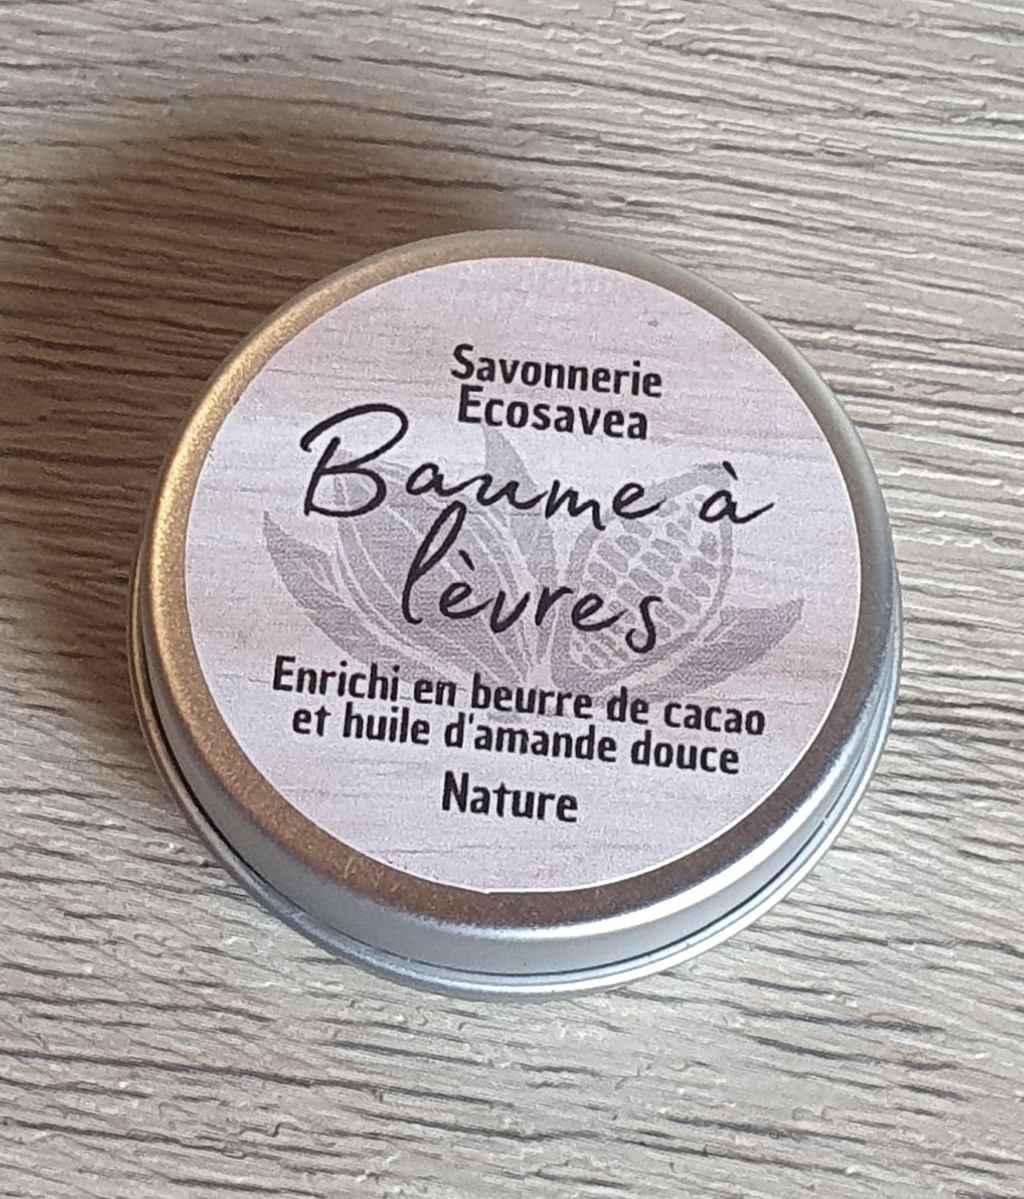 Savonnerie
Ecosavea
Baume à
lèvres
Enrichi en beurre de cacao
et huile d'amande douce
Nature